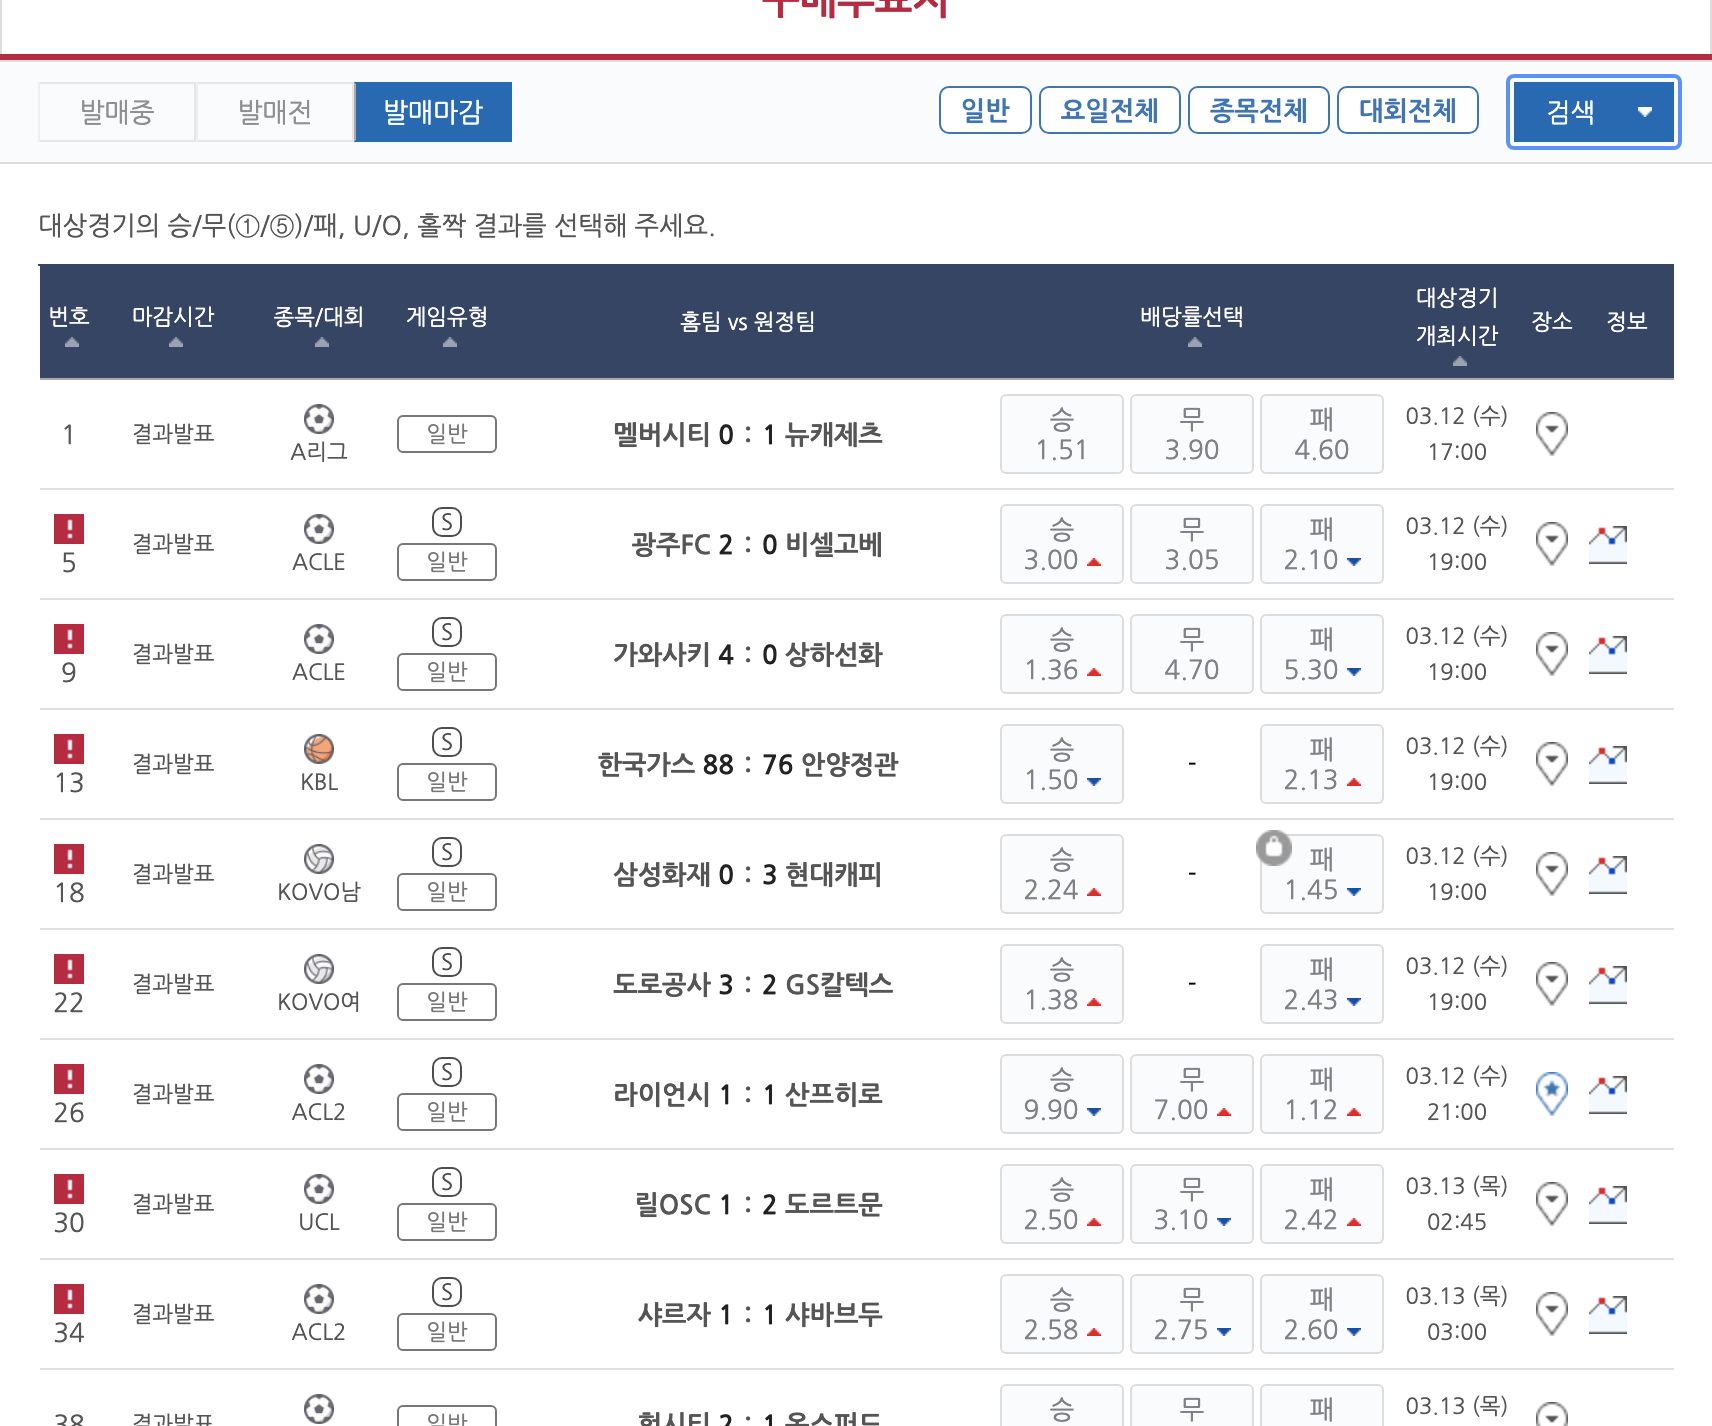 구매투표지
발매중 발매전 발매마감 일반 요일전체 종목전체 대회전체 검색
대상경기의 승/무(①/⑤)/패, U/O, 홀짝 결과를 선택해 주세요.
번호 마감시간 종목/대회 게임유형 홈팀 vs 원정팀 배당률선택 대상경기 개최시간 장소 정보
1 결과발표 A리그 일반 멜버시티 0 : 1 뉴캐제츠 승 1.51 무 3.90 패 4.60 03.12 (수) 17:00
! 5 결과발표 ACLE S 일반 광주FC 2 : 0 비셀고베 승 3.00 무 3.05 패 2.10 03.12 (수) 19:00
! 9 결과발표 ACLE S 일반 가와사키 4 : 0 상하선화 승 1.36 무 4.70 패 5.30 03.12 (수) 19:00
! 13 결과발표 KBL S 일반 한국가스 88 : 76 안양정관 승 1.50 - 패 2.13 03.12 (수) 19:00
! 18 결과발표 KOVO남 S 일반 삼성화재 0 : 3 현대캐피 승 2.24 - 패 1.45 03.12 (수) 19:00
! 22 결과발표 KOVO여 S 일반 도로공사 3 : 2 GS칼텍스 승 1.38 - 패 2.43 03.12 (수) 19:00
! 26 결과발표 ACL2 S 일반 라이언시 1 : 1 산프히로 승 9.90 무 7.00 패 1.12 03.12 (수) 21:00
! 30 결과발표 UCL S 일반 릴OSC 1 : 2 도르트문 승 2.50 무 3.10 패 2.42 03.13 (목) 02:45
! 34 결과발표 ACL2 S 일반 샤르자 1 : 1 샤바브두 승 2.58 무 2.75 패 2.60 03.13 (목) 03:00
38 결과발표 일반 헐시티 2 : 1 옥스퍼드 승 무 패 03.13 (목)